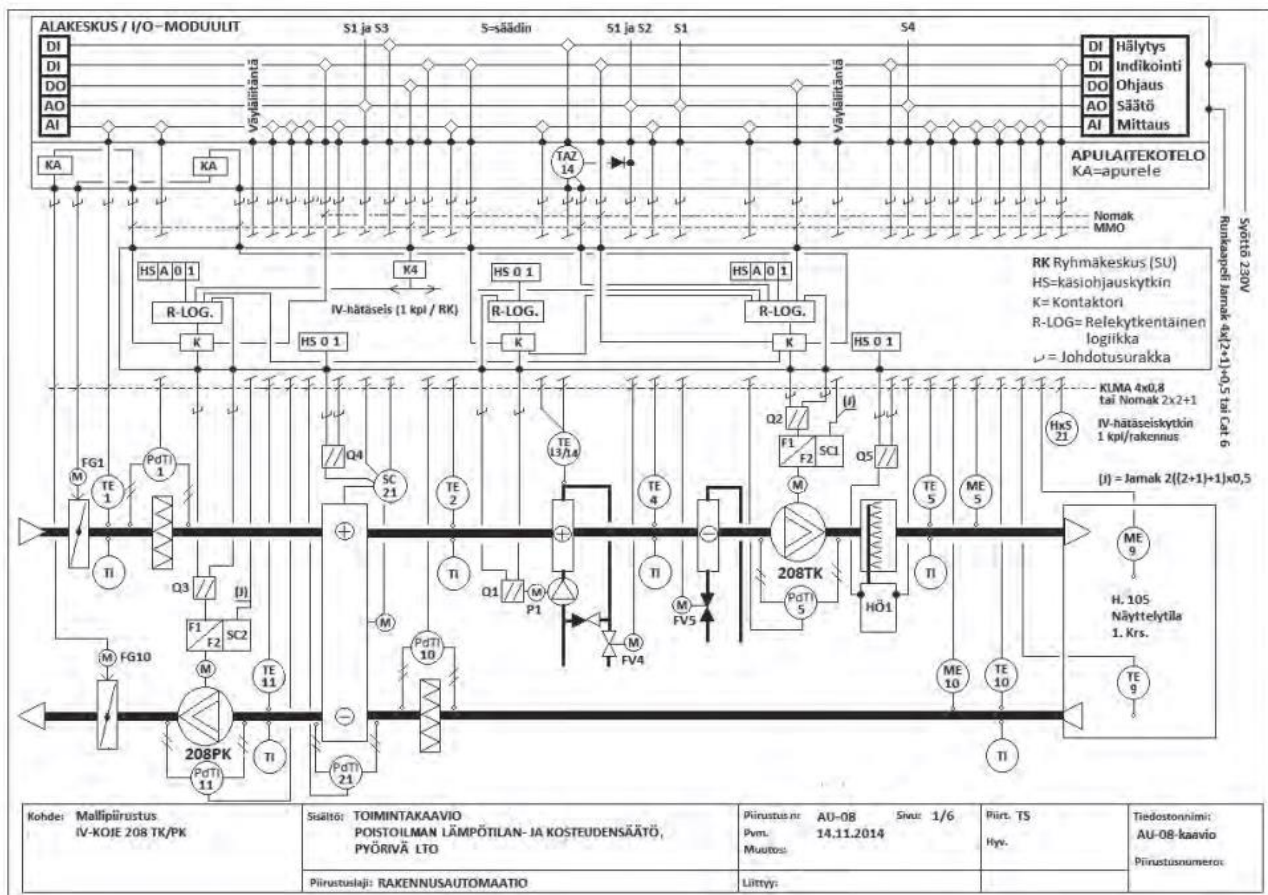 ALAKESKUS / I/O-MODUULIT
S1 ja S3
S=säädin
S1 ja S2
S1
S4
DI
DI
DO
AO
AI
DI Hälytys
DI Indikointi
DO Ohjaus
AO Säätö
AI Mittaus
Väyläliitäntä
Väyläliitäntä
KA
KA
TAZ
14
APULAITEKOTELO
KA=apurele
Syöttö 230V
Runkaapeli Jamak 4x(2+1)+0,5 tai Cat 6
Nomak
MMO
HS A 0 1
K4
HS 0 1
HS A 0 1
R-LOG.
IV-hätäseis (1 kpl / RK)
R-LOG.
R-LOG.
K
HS 0 1
K
K
HS 0 1
RK Ryhmäkeskus (SU)
HS=käsiohjauskytkin
K= Kontaktori
R-LOG= Relekytkentäinen
logiikka
= Johdotusurakka
KLMA 4x0,8
tai Nomak 2x2+1
HxS
21
IV-hätäseiskytkin
1 kpl/rakennus
(J) = Jamak 2((2+1)+1)x0,5
FG1
M
TE
1
PdTI
1
Q4
SC
21
TE
2
TE
13/14
TE
4
Q2
(J)
F1
F2
SC1
M
Q5
TE
5
ME
5
TI
TI
TI
TI
208TK
PdTI
5
HÖ1
Q3
(J)
F1
F2
SC2
M
Q1
M
P1
M
FV4
M
FV5
M
ME
9
H. 105
Näyttelytila
1. Krs.
TE
9
M
FG10
TE
11
PdTI
10
ME
10
TE
10
208PK
TI
TI
PdTI
11
PdTI
21
Kohde: Mallipiirustus
IV-KOJE 208 TK/PK
Sisältö: TOIMINTAKAAVIO
POISTOILMAN LÄMPÖTILAN- JA KOSTEUDENSÄÄTÖ,
PYÖRIVÄ LTO
Piirustuslaji: RAKENNUSAUTOMAATIO
Piirustus nr: AU-08 Sivu: 1/6
Pvm. 14.11.2014
Muutos:
Liittyy:
Piirt. TS
Hyv.
Tiedostonnimi:
AU-08-kaavio
Piirustusnumero: